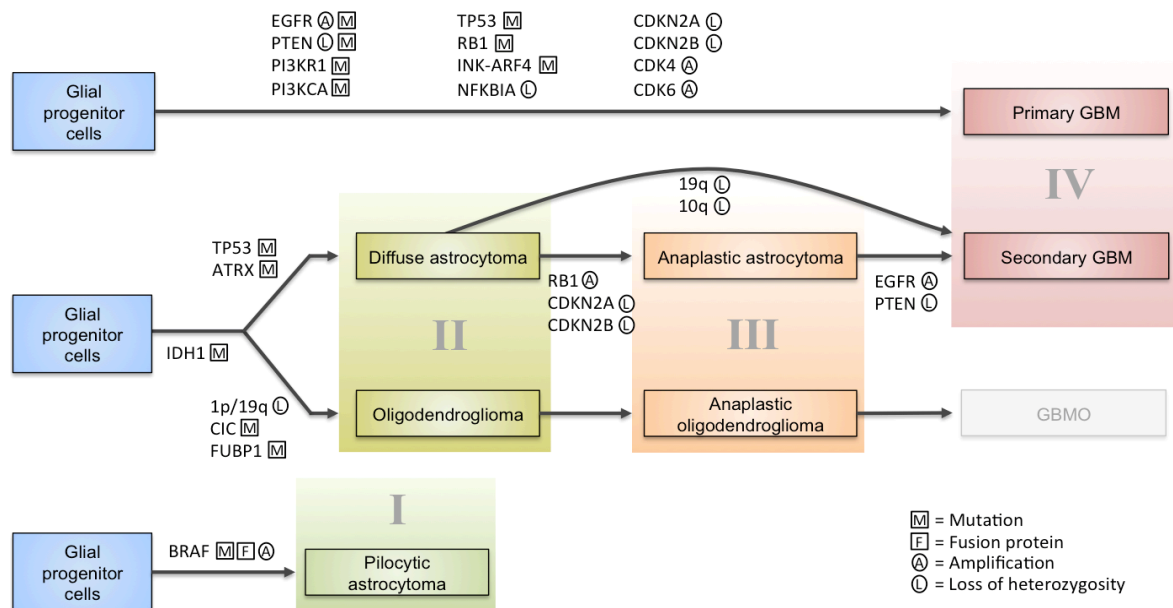 EGFR Ⓐ 🄼
PTEN Ⓛ 🄼
PI3KR1 🄼
PI3KCA 🄼
TP53 🄼
RB1 🄼
INK-ARF4 🄼
NFKBIA Ⓛ
CDKN2A Ⓛ
CDKN2B Ⓛ
CDK4 Ⓐ
CDK6 Ⓐ
Glial
progenitor
cells
Primary GBM
IV
19q Ⓛ
10q Ⓛ
TP53 🄼
ATRX 🄼
Diffuse astrocytoma
Anaplastic astrocytoma
Secondary GBM
RB1 Ⓐ
CDKN2A Ⓛ
CDKN2B Ⓛ
EGFR Ⓐ
PTEN Ⓛ
Glial
progenitor
cells
IDH1 🄼
II
III
1p/19q Ⓛ
CIC 🄼
FUBP1 🄼
Oligodendroglioma
Anaplastic
oligodendroglioma
GBMO
I
Glial
progenitor
cells
BRAF 🄼 🄵 Ⓐ
Pilocytic
astrocytoma
🄼 = Mutation
🄵 = Fusion protein
Ⓐ = Amplification
Ⓛ = Loss of heterozygosity